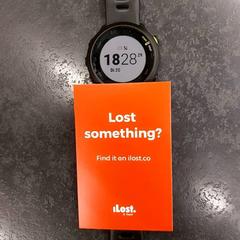 18:28
Lost
something?
Find it on ilost.co
iLost.